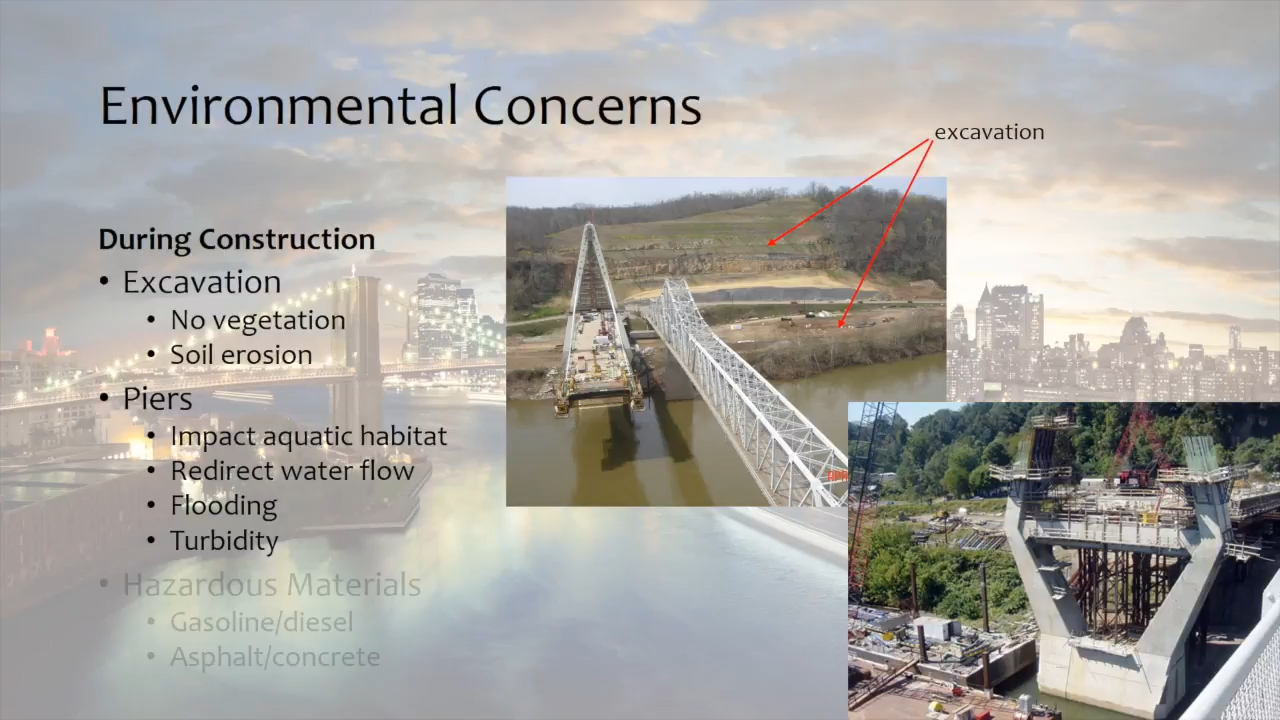 Environmental Concerns
excavation
During Construction
• Excavation
• No vegetation
• Soil erosion
• Piers
• Impact aquatic habitat
• Redirect water flow
• Flooding
• Turbidity
• Hazardous Materials
• Gasoline/diesel
• Asphalt/concrete